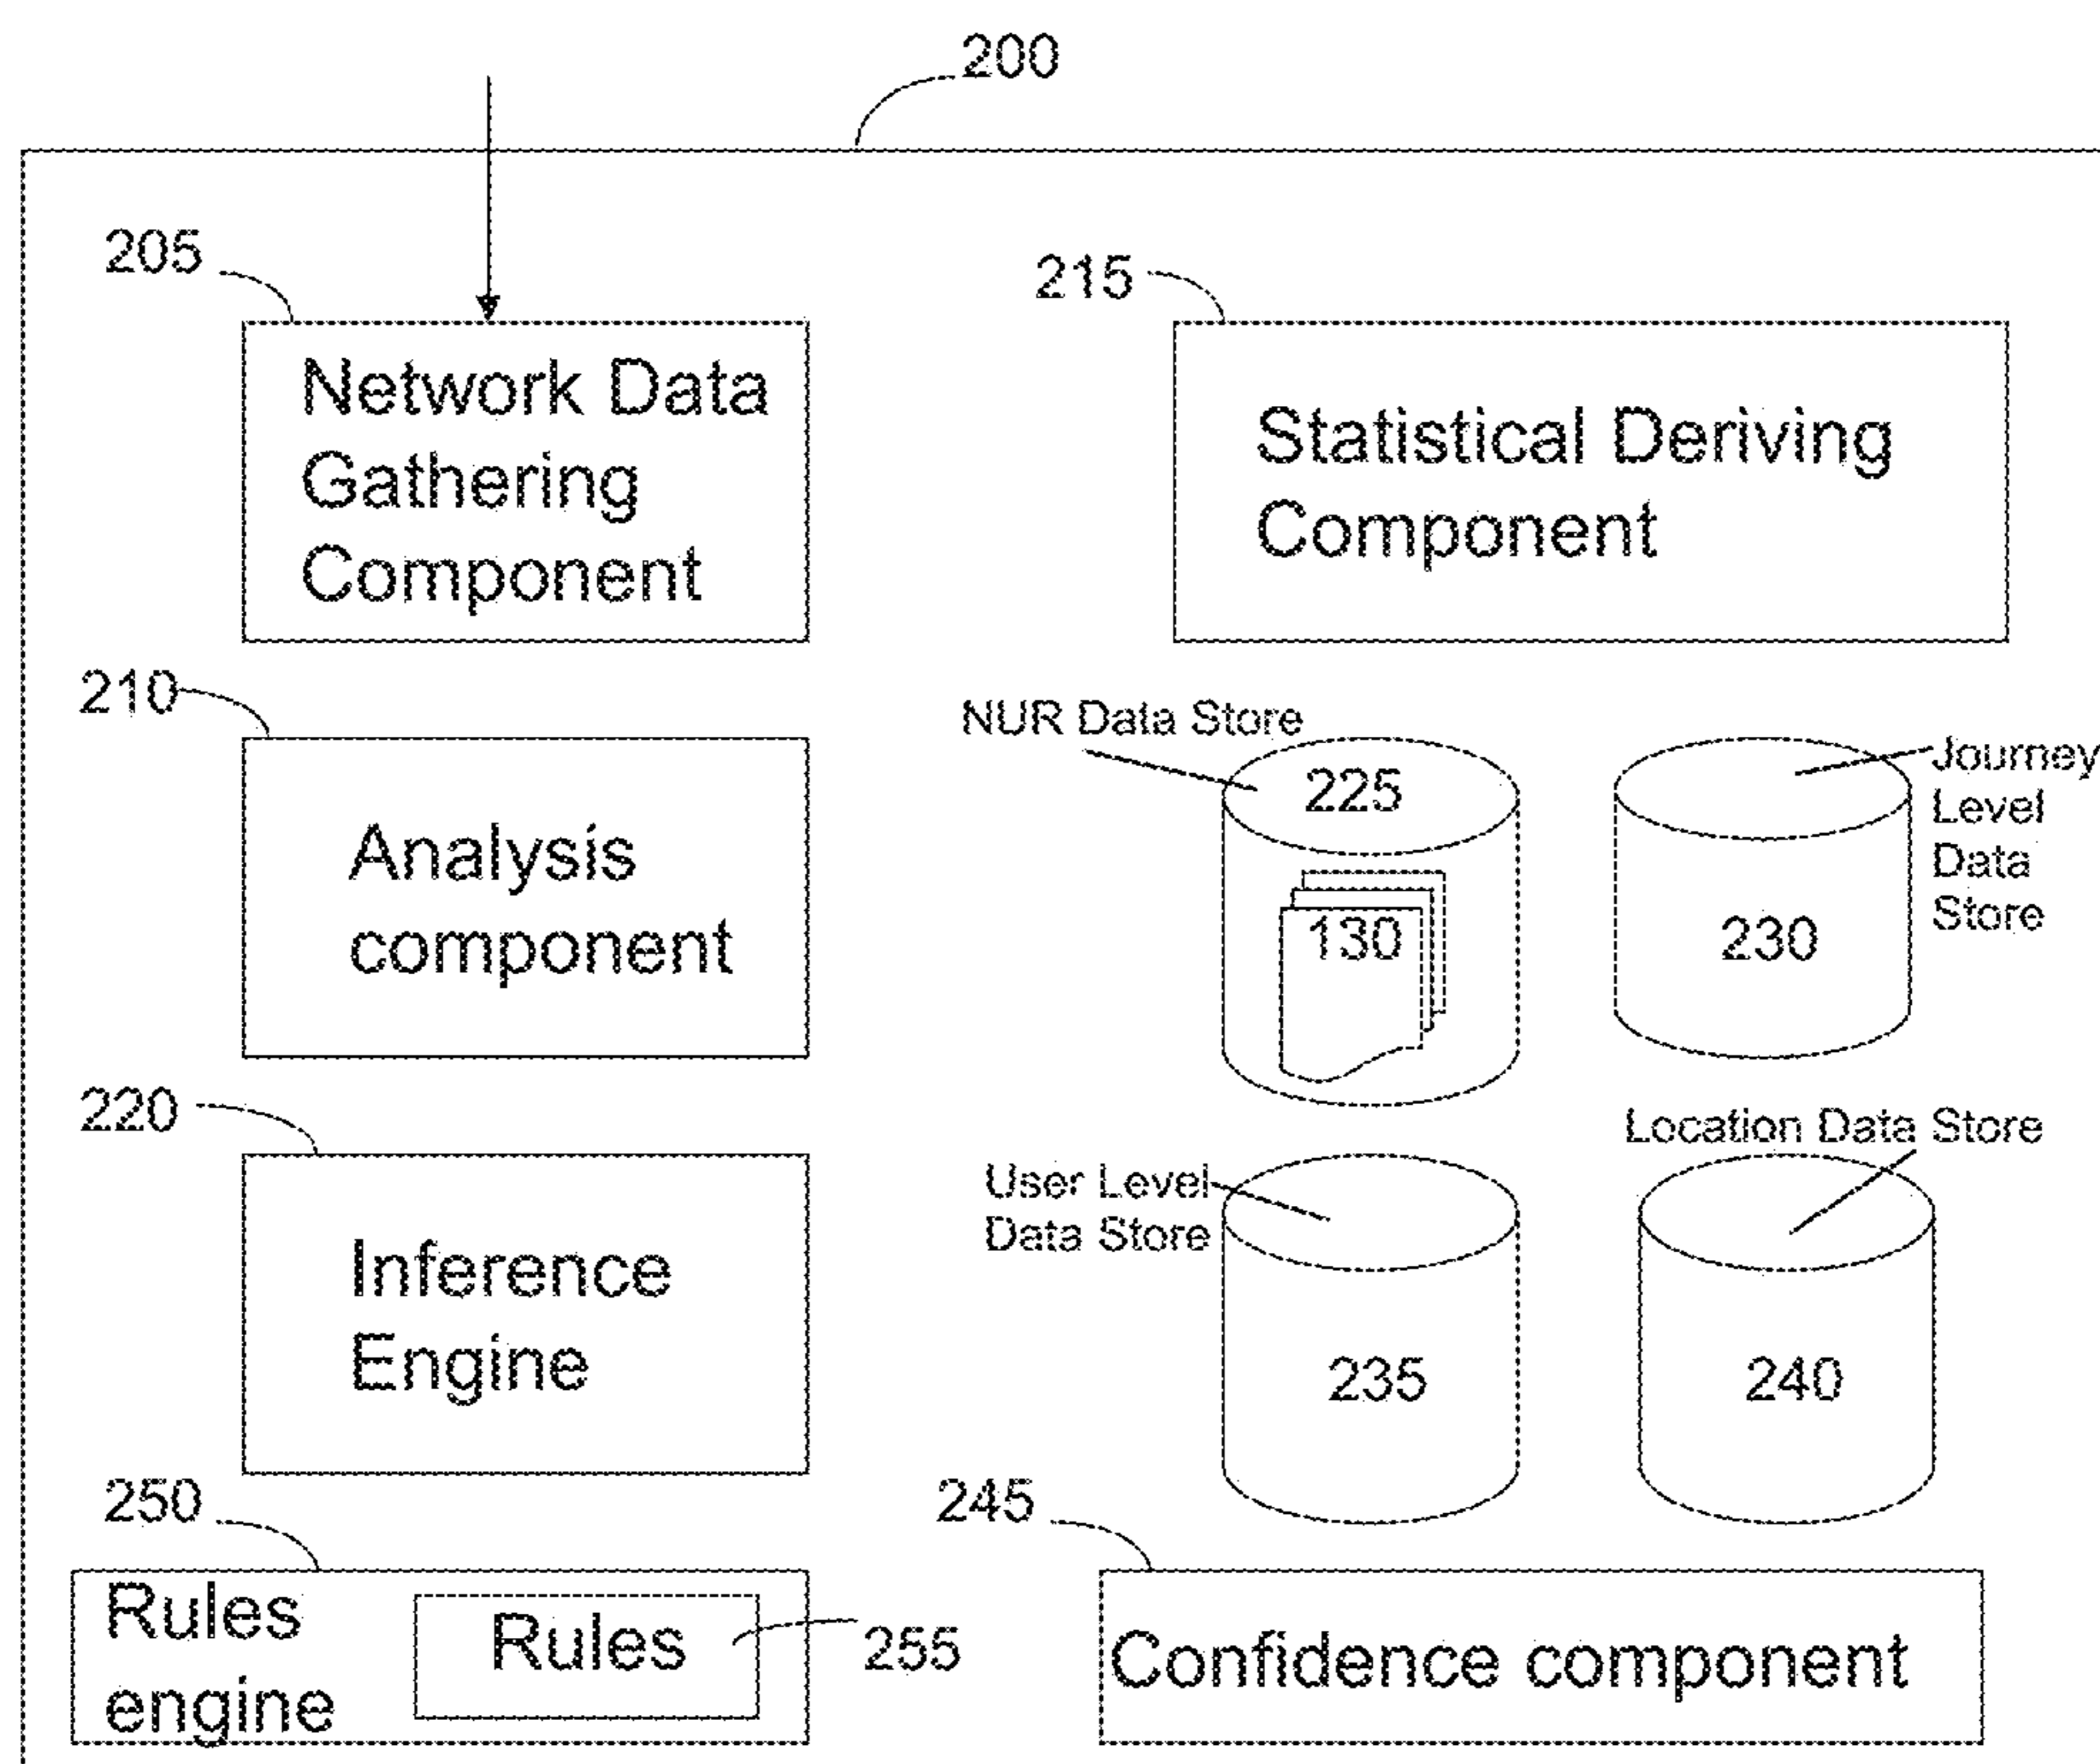 200
205
Network Data
Gathering
Component
215
Statistical Deriving
Component
210
Analysis
component
NUR Data Store
225
130
Journey
Level
Data
Store
230
220
Inference
Engine
User Level
Data Store
235
Location Data Store
240
250
Rules
engine
Rules
255
245
Confidence component